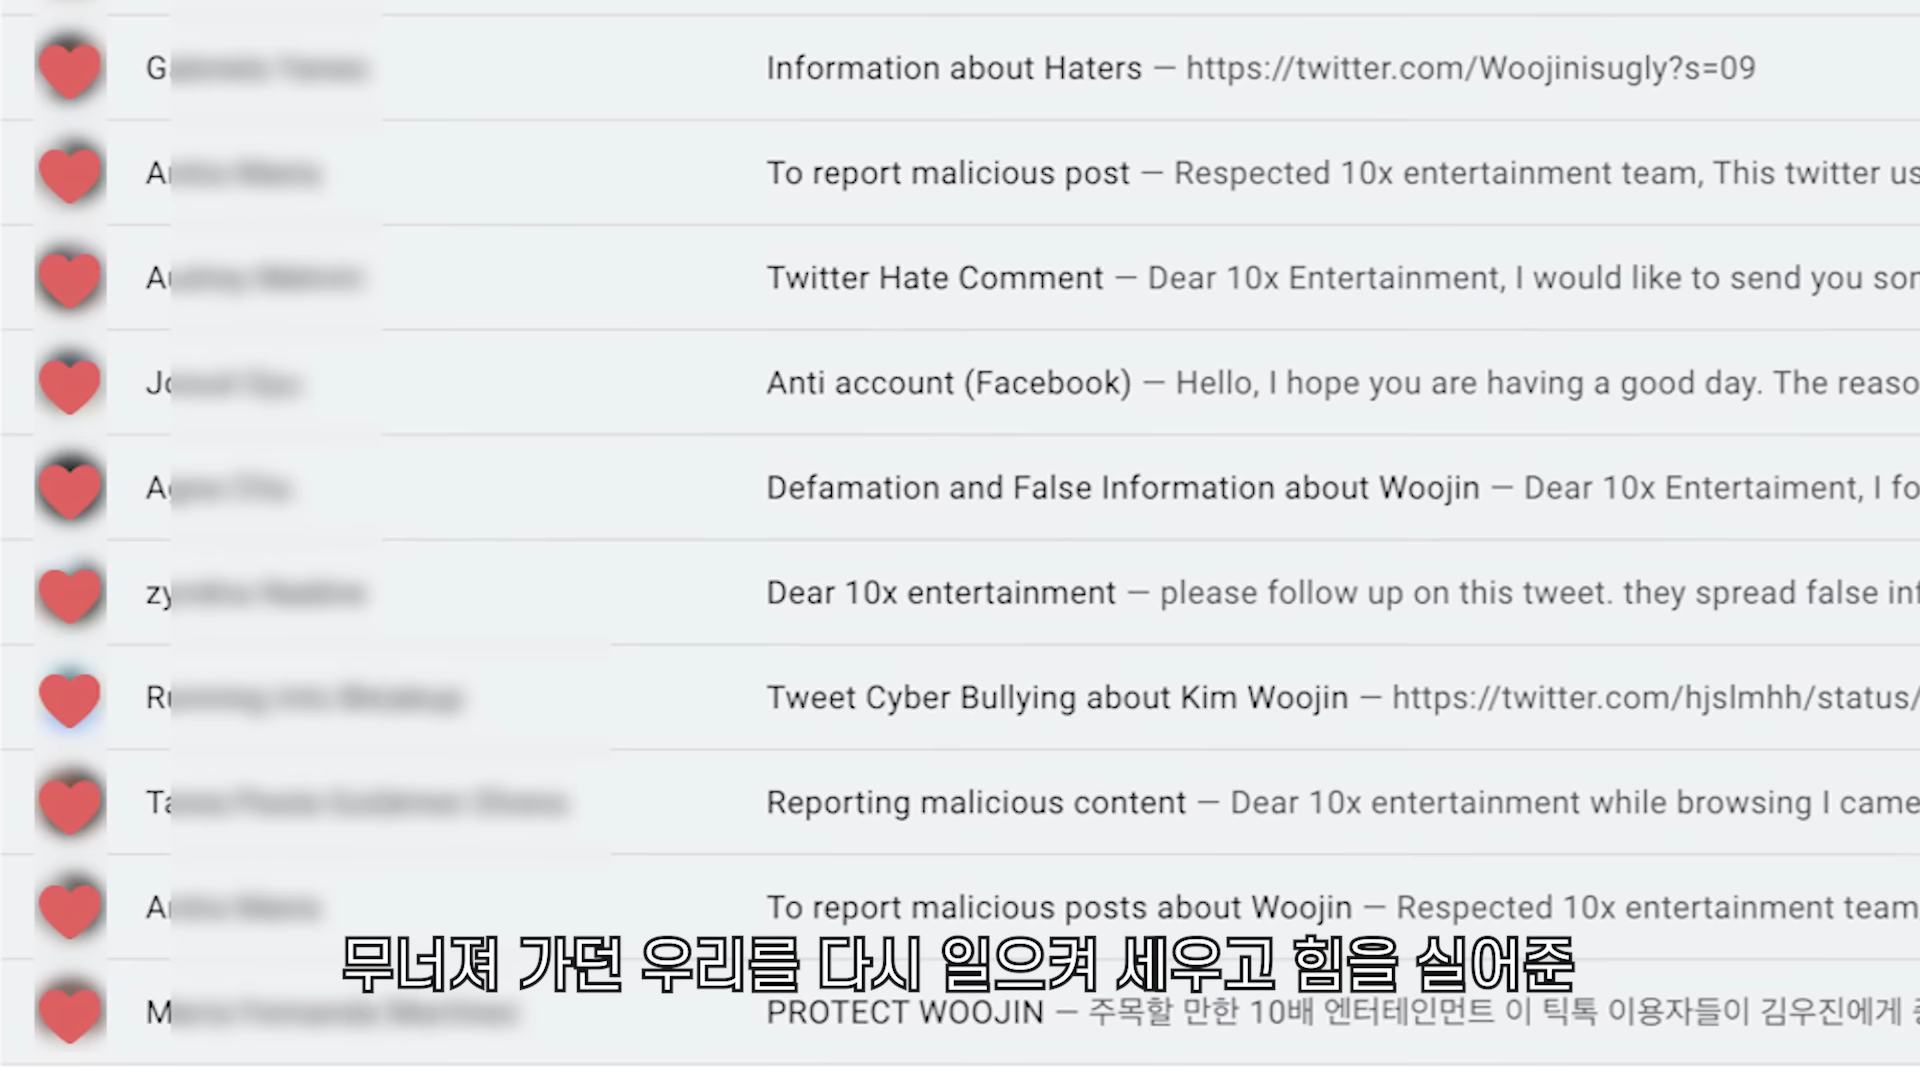 Information about Haters — https://twitter.com/Woojinisugly?s=09
To report malicious post — Respected 10x entertainment team, This twitter us
Twitter Hate Comment — Dear 10x Entertainment, I would like to send you
Anti account (Facebook) — Hello, I hope you are having a good day. The reaso
Defamation and False Information about Woojin — Dear 10x Entertaiment, I fo
Dear 10x entertainment — please follow up on this tweet. they spread false
Tweet Cyber Bullying about Kim Woojin — https://twitter.com/hjslmhh/status/
Reporting malicious content — Dear 10x entertainment while browsing I came
To report malicious posts about Woojin — Respected 10x entertainment team
무너져 가던 우리를 다시 일으켜 세우고 힘을 실어준
PROTECT WOOJIN — 주목할 만한 10배 엔터테인먼트 이 틱톡 이용자들이 김우진에게